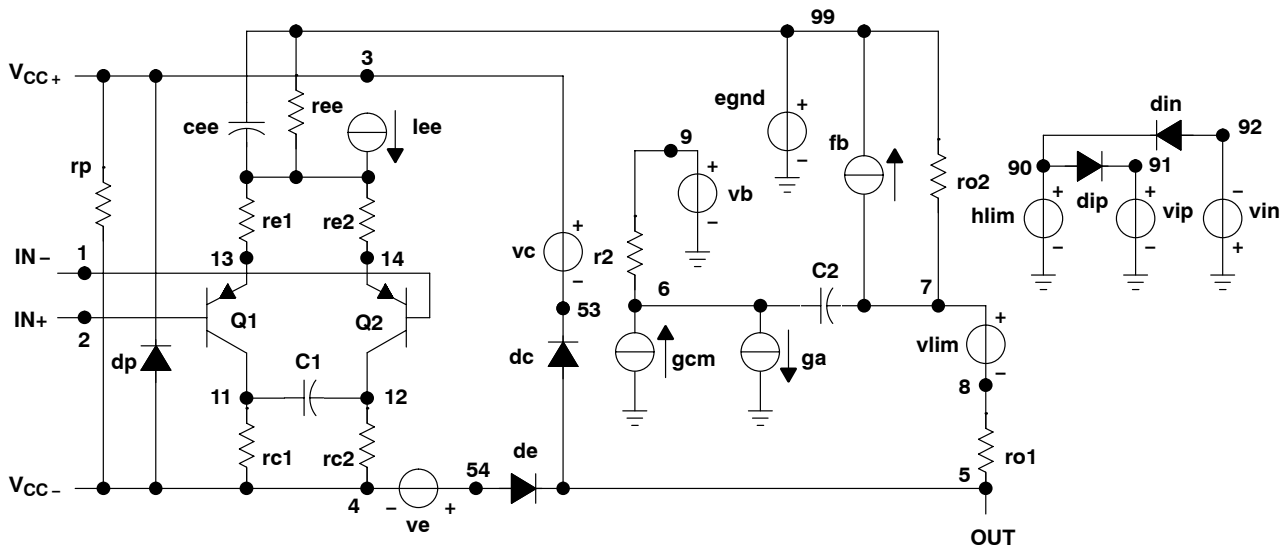 99
3
VCC+
cee
ree
Iee
egnd
fb
din
92
9
rp
vb
90
91
ro2
hlim
dip
vip
vin
re1
re2
vc
r2
IN−
1
13
14
C2
6
7
53
IN+
2
Q1
Q2
vlim
dp
C1
dc
gcm
ga
8
11
12
rc1
rc2
de
ro1
54
5
VCC−
4
ve
OUT
+
−
+
−
+
−
+
−
+
−
+
−
−
+
+
−
−
+